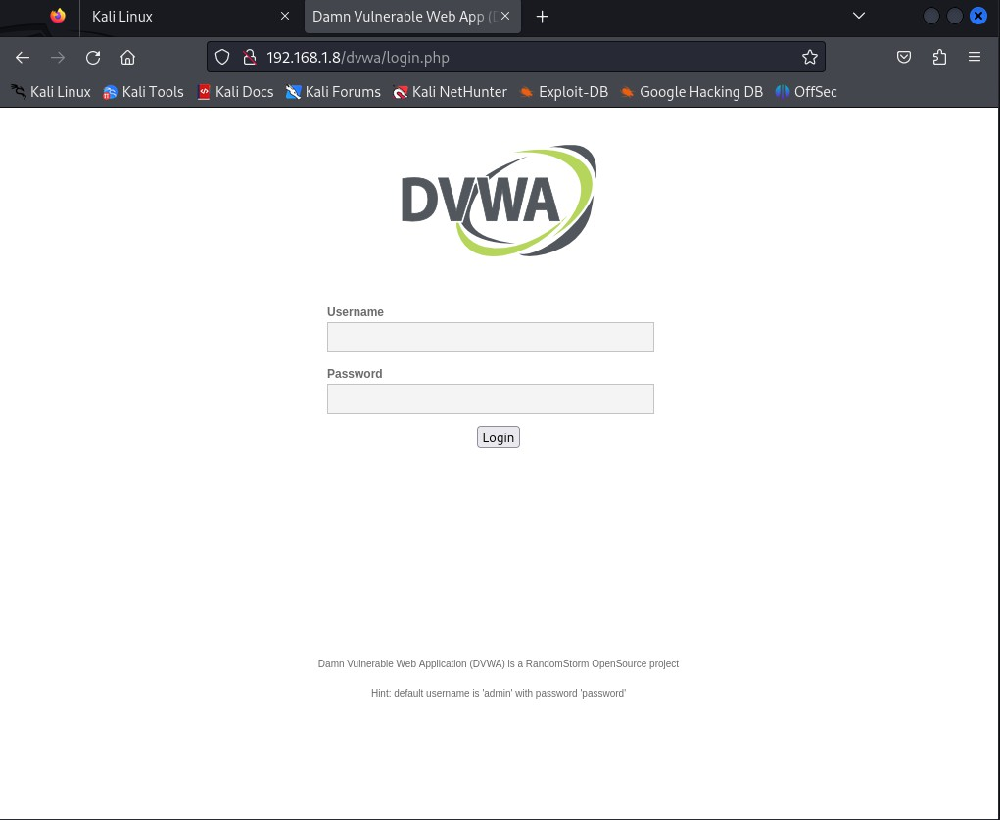 Kali Linux
Damn Vulnerable Web App (
192.168.1.8/dvwa/login.php
Kali Linux Kali Tools Kali Docs Kali Forums Kali NetHunter Exploit-DB Google Hacking DB OffSec
DVWA
Username
Password
Login
Damn Vulnerable Web Application (DVWA) is a RandomStorm OpenSource project
Hint: default username is 'admin' with password 'password'